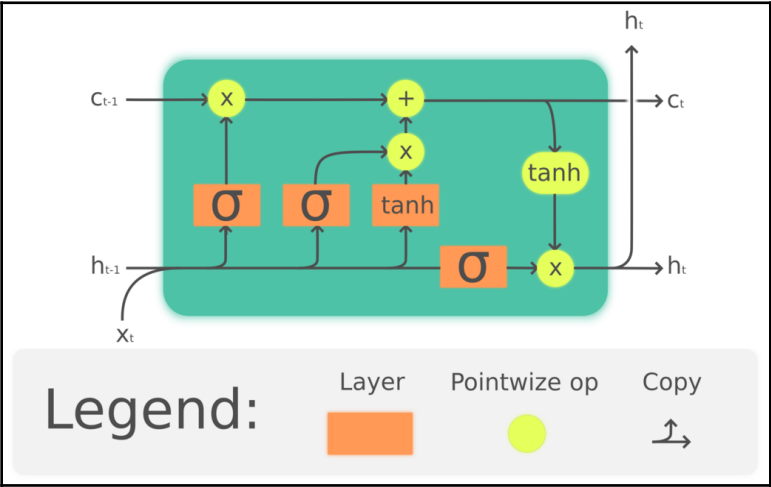 hₜ
cₜ₋₁
x
+
cₜ
x
tanh
σ
σ
tanh
hₜ₋₁
σ
x
hₜ
xₜ
Legend:
Layer
Pointwize op
Copy